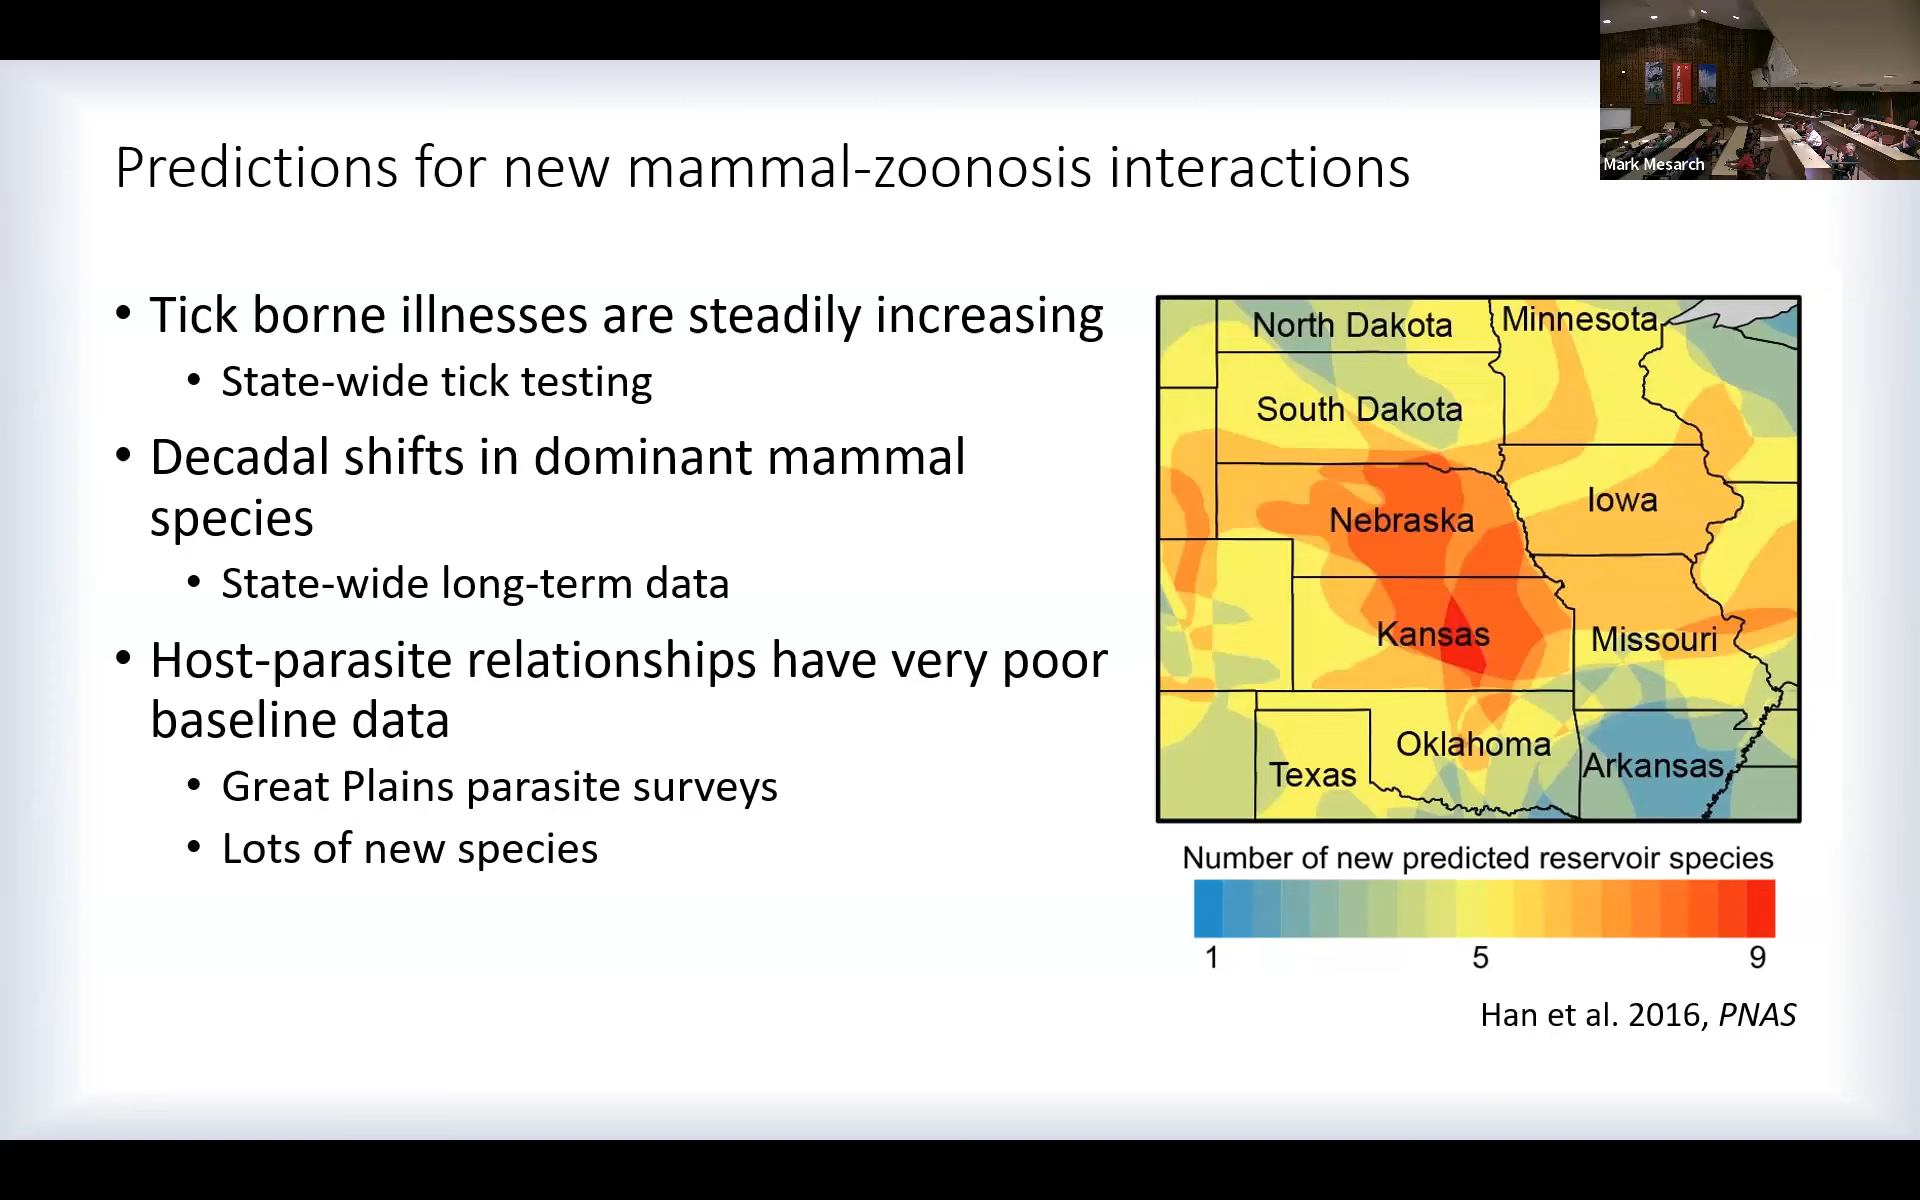 Mark Mesarch
Predictions for new mammal-zoonosis interactions
• Tick borne illnesses are steadily increasing
• State-wide tick testing
• Decadal shifts in dominant mammal
species
• State-wide long-term data
• Host-parasite relationships have very poor
baseline data
• Great Plains parasite surveys
• Lots of new species
North Dakota
Minnesota
South Dakota
Nebraska
Iowa
Kansas
Missouri
Oklahoma
Texas
Arkansas
Number of new predicted reservoir species
1 5 9
Han et al. 2016, PNAS